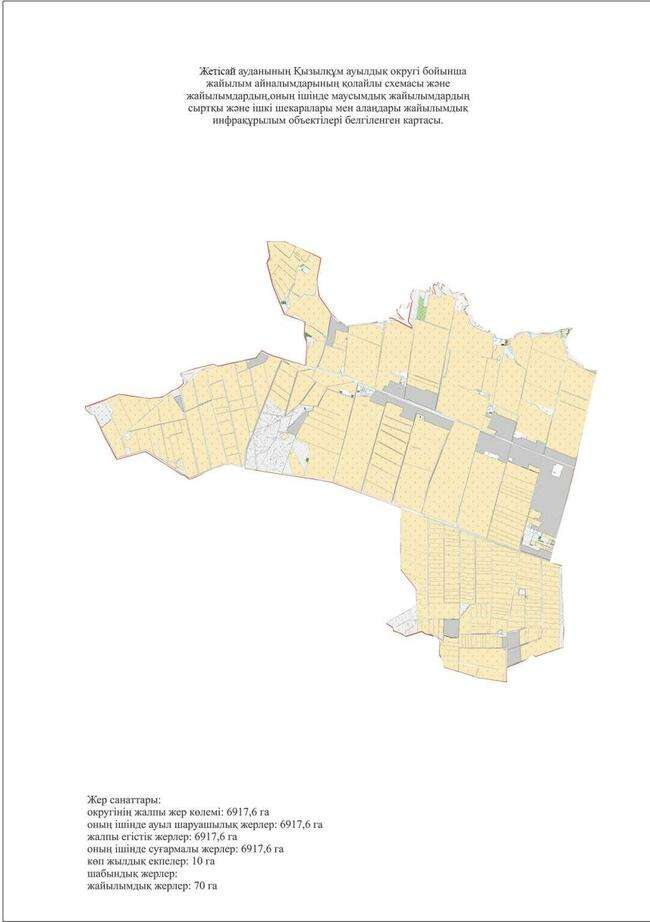 Жетісай ауданының Қызылқұм ауылдық округі бойынша
жайылым айналымдарының қолайлы схемасы және
жайылымдардың,оның ішінде маусымдық жайылымдардың
сыртқы және ішкі шекаралары мен алаңдары жайылымдық
инфрақұрылым объектілері белгіленген картасы.
Жер санаттары:
округінің жалпы жер көлемі: 6917,6 га
оның ішінде ауыл шаруашылық жерлер: 6917,6 га
жалпы егістік жерлер: 6917,6 га
оның ішінде суғармалы жерлер: 6917,6 га
көп жылдық екпелер: 10 га
шабындық жерлер:
жайылымдық жерлер: 70 га